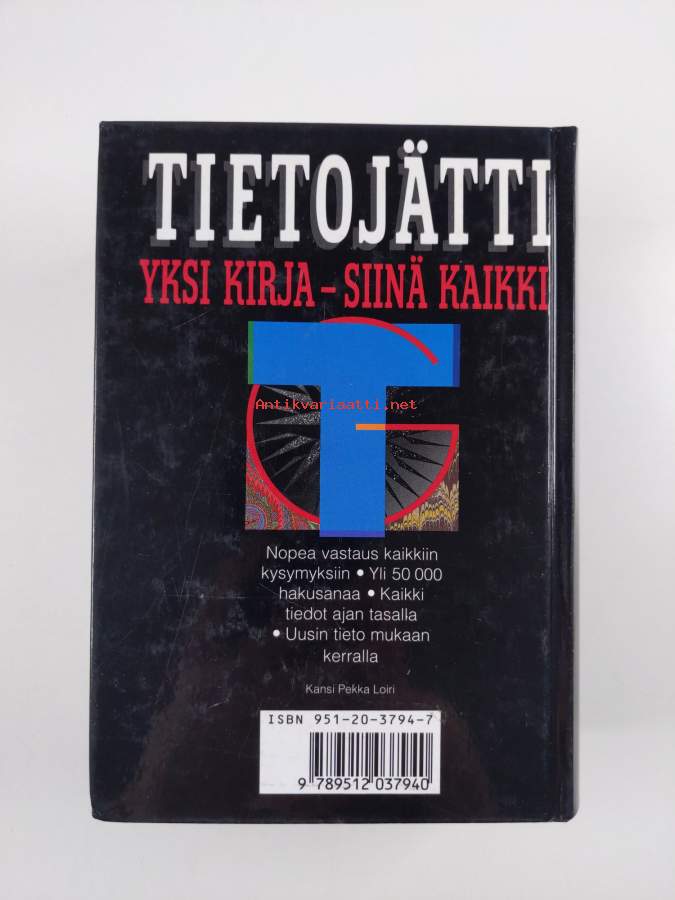 TIETOJÄTTI
YKSI KIRJA – SIINÄ KAIKKI
T
Antikvariaatti.net
Nopea vastaus kaikkiin
kysymyksiin • Yli 50 000
hakusanaa • Kaikki
tiedot ajan tasalla
• Uusin tieto mukaan
kerralla
Kansi Pekka Loiri
ISBN 951-20-3794-7
9 789512 037940